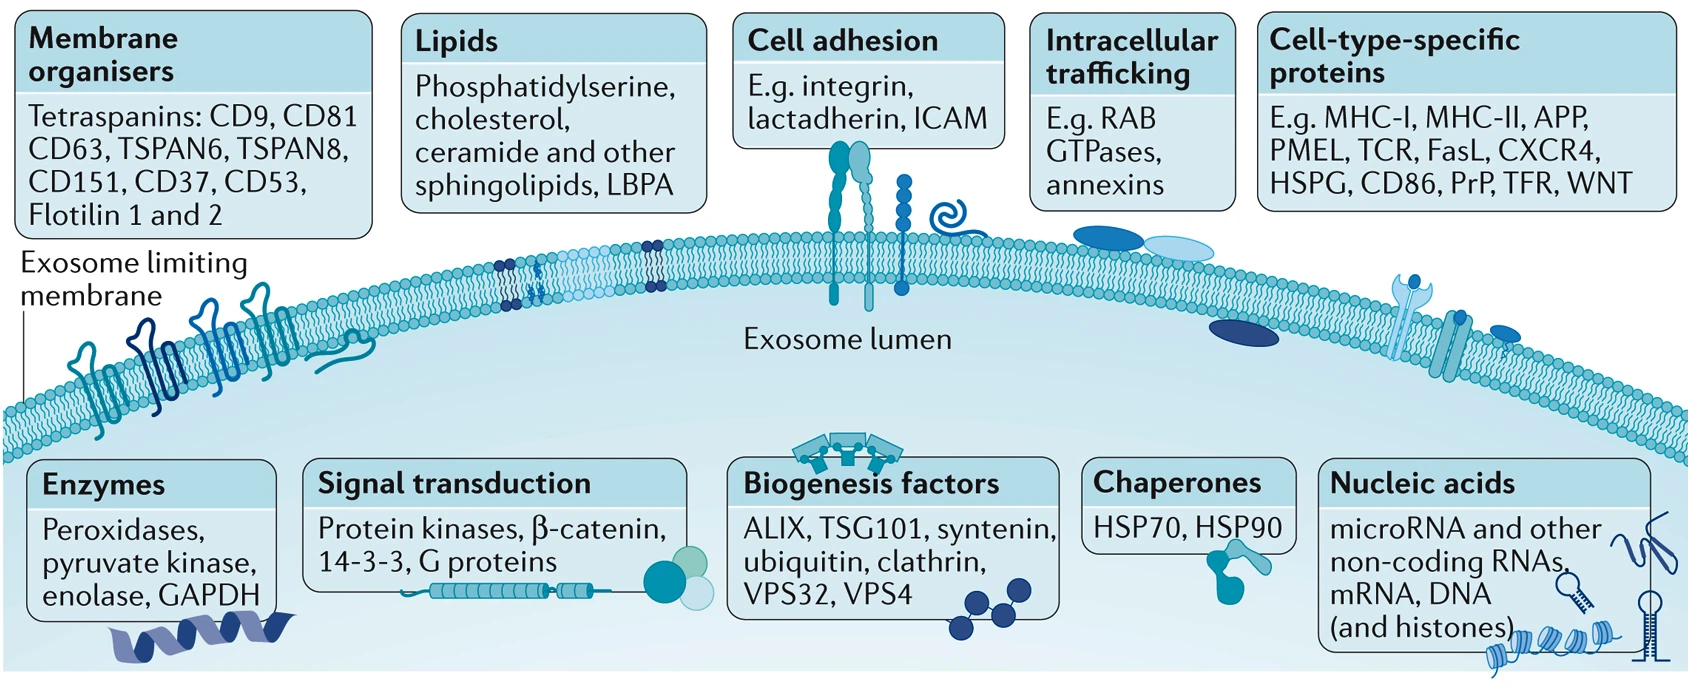 Membrane
organisers
Tetraspanins: CD9, CD81
CD63, TSPAN6, TSPAN8,
CD151, CD37, CD53,
Flotilin 1 and 2
Lipids
Phosphatidylserine,
cholesterol,
ceramide and other
sphingolipids, LBPA
Cell adhesion
E.g. integrin,
lactadherin, ICAM
Intracellular
trafficking
E.g. RAB
GTPases,
annexins
Cell-type-specific
proteins
E.g. MHC-I, MHC-II, APP,
PMEL, TCR, FasL, CXCR4,
HSPG, CD86, PrP, TFR, WNT
Exosome limiting
membrane
Exosome lumen
Enzymes
Peroxidases,
pyruvate kinase,
enolase, GAPDH
Signal transduction
Protein kinases, β-catenin,
14-3-3, G proteins
Biogenesis factors
ALIX, TSG101, syntenin,
ubiquitin, clathrin,
VPS32, VPS4
Chaperones
HSP70, HSP90
Nucleic acids
microRNA and other
non-coding RNAs,
mRNA, DNA
(and histones)